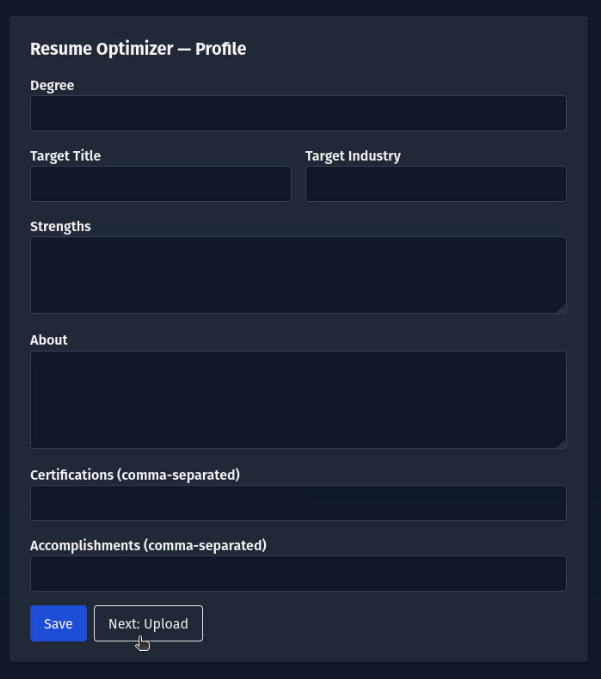 Resume Optimizer — Profile
Degree
Target Title Target Industry
Strengths
About
Certifications (comma-separated)
Accomplishments (comma-separated)
Save Next: Upload